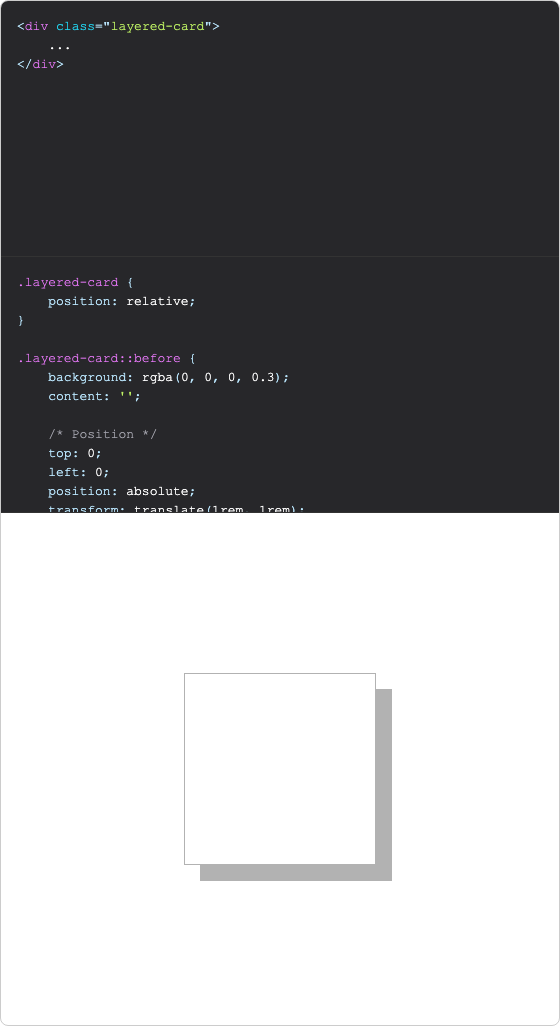 <div class="layered-card">
    ...
</div>
.layered-card {
    position: relative;
}
.layered-card::before {
    background: rgba(0, 0, 0, 0.3);
    content: '';
    /* Position */
    top: 0;
    left: 0;
    position: absolute;
    transform: translate(1rem, 1rem);